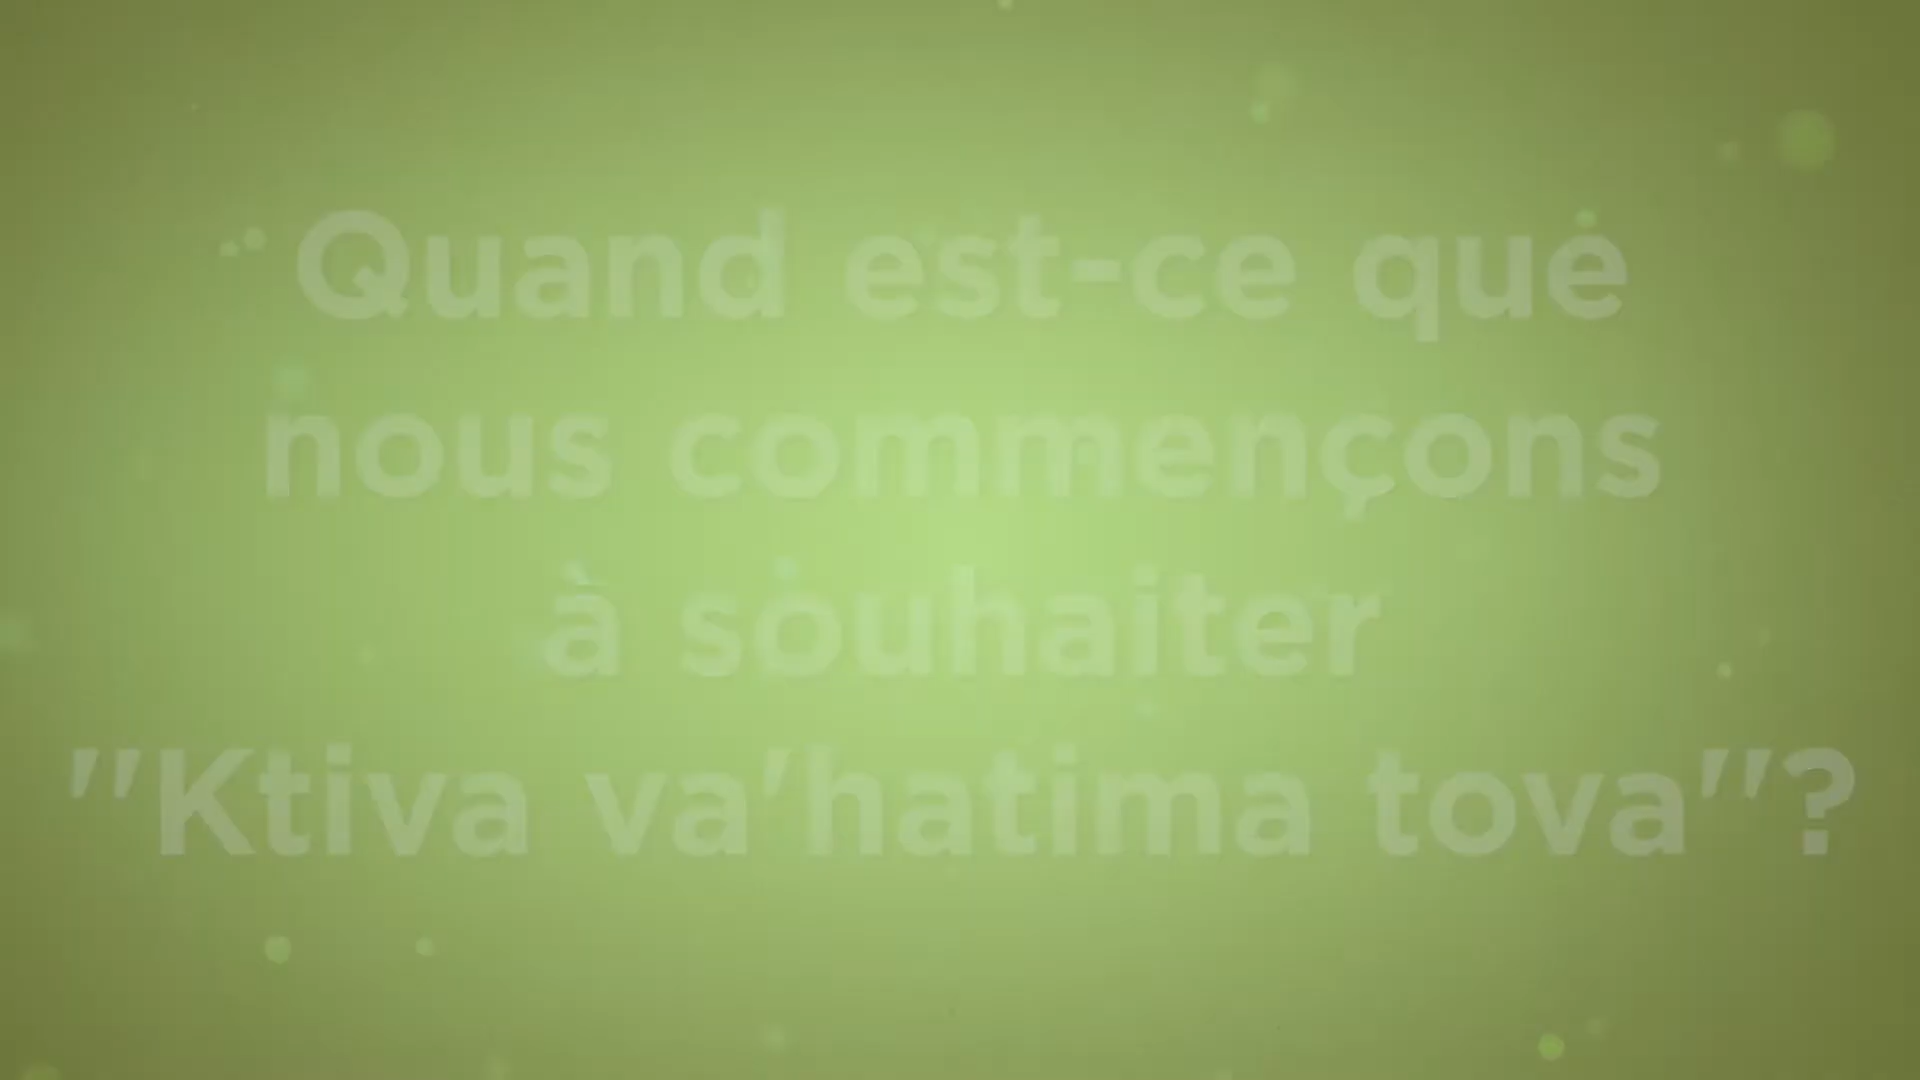 Quand est-ce que
nous commençons
à souhaiter
"Ktiva va'hatima tova"?